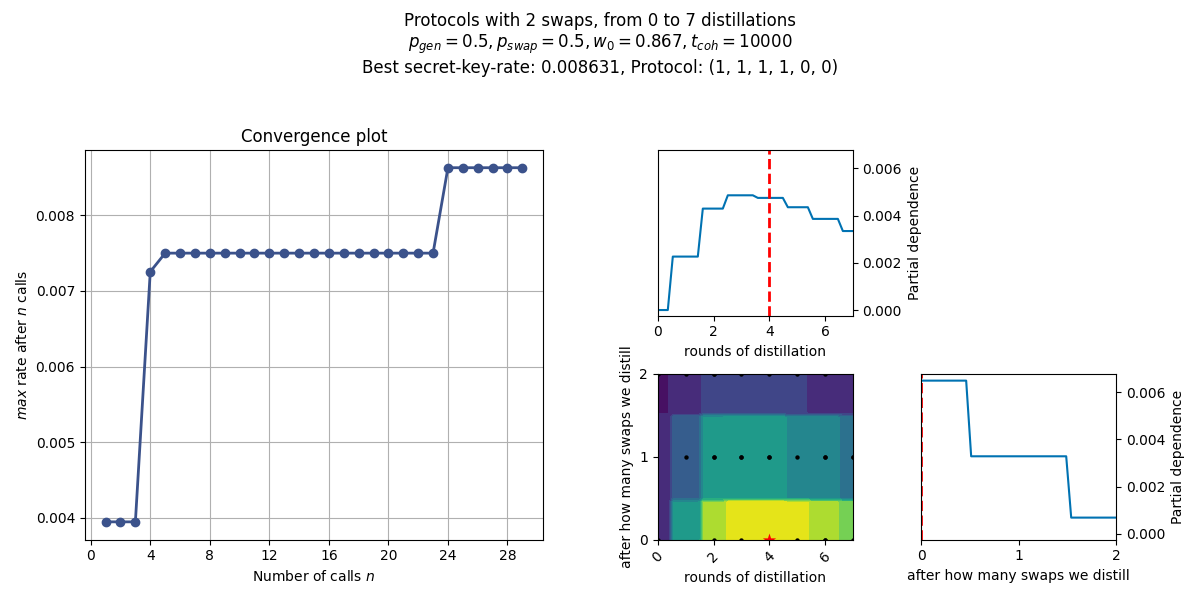 Protocols with 2 swaps, from 0 to 7 distillations
p_gen = 0.5, p_swap = 0.5, w_0 = 0.867, t_coh = 10000
Best secret-key-rate: 0.008631, Protocol: (1, 1, 1, 1, 0, 0)
Convergence plot
max rate after n calls
0.008
0.007
0.006
0.005
0.004
0 4 8 12 16 20 24 28
Number of calls n
0.006
0.004
0.002
0.000
Partial dependence
0 2 4 6
rounds of distillation
after how many swaps we distill
2
1
0
0 2 4 6
rounds of distillation
0.006
0.004
0.002
0.000
Partial dependence
0 1 2
after how many swaps we distill